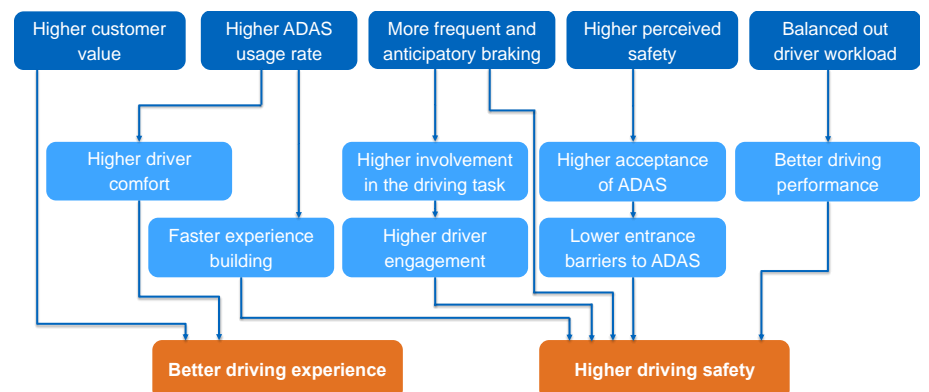 Higher customer
value
Higher ADAS
usage rate
More frequent and
anticipatory braking
Higher perceived
safety
Balanced out
driver workload
Higher driver
comfort
Higher involvement
in the driving task
Higher acceptance
of ADAS
Better driving
performance
Faster experience
building
Higher driver
engagement
Lower entrance
barriers to ADAS
Better driving experience
Higher driving safety